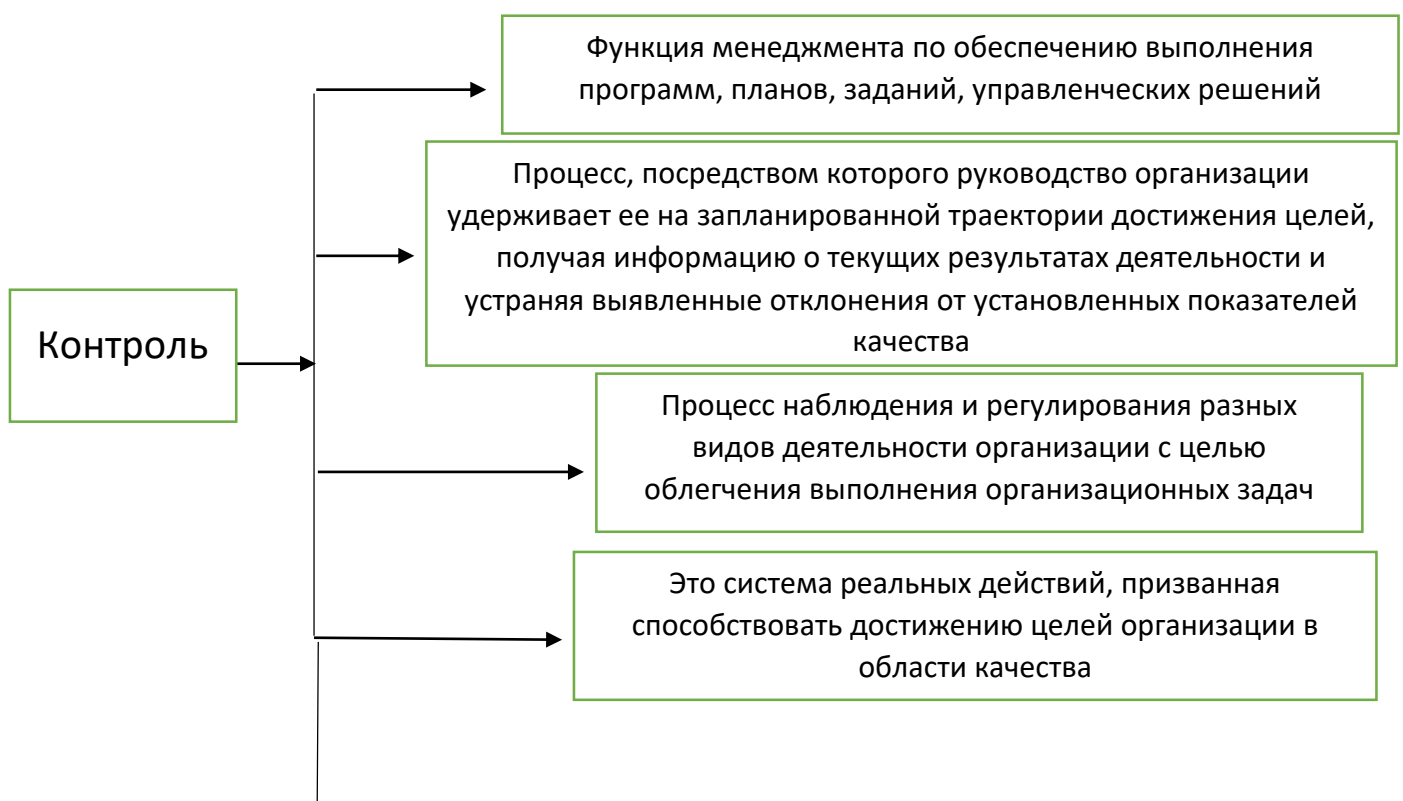 Функция менеджмента по обеспечению выполнения
программ, планов, заданий, управленческих решений
Процесс, посредством которого руководство организации
удерживает ее на запланированной траектории достижения целей,
получая информацию о текущих результатах деятельности и
устраняя выявленные отклонения от установленных показателей
качества
Контроль
Процесс наблюдения и регулирования разных
видов деятельности организации с целью
облегчения выполнения организационных задач
Это система реальных действий, призванная
способствовать достижению целей организации в
области качества